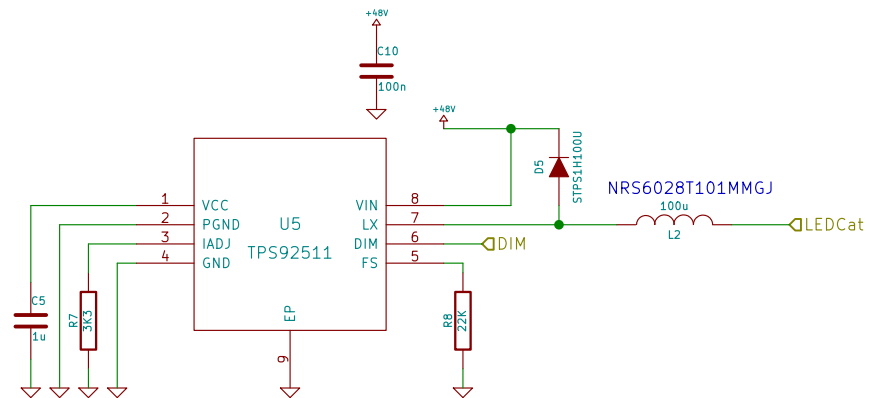 +48V
C10
100n
+48V
D5
STPS1H100U
NRS6028T101MMGJ
100u
L2
LEDCat
1
VCC
VIN
8
2
PGND
U5
LX
7
3
IADJ
TPS92511
DIM
6
DIM
4
GND
FS
5
C5
1u
R7
3K3
EP
9
R8
22K